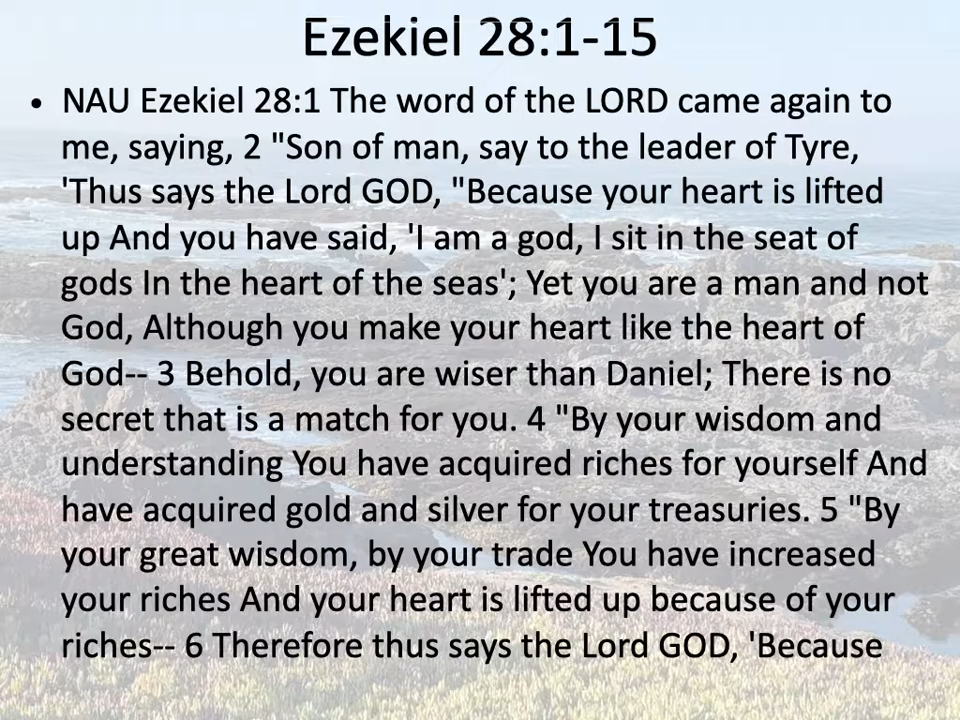 Ezekiel 28:1-15
• NAU Ezekiel 28:1 The word of the LORD came again to
me, saying, 2 "Son of man, say to the leader of Tyre,
'Thus says the Lord GOD, "Because your heart is lifted
up And you have said, 'I am a god, I sit in the seat of
gods In the heart of the seas'; Yet you are a man and not
God, Although you make your heart like the heart of
God-- 3 Behold, you are wiser than Daniel; There is no
secret that is a match for you. 4 "By your wisdom and
understanding You have acquired riches for yourself And
have acquired gold and silver for your treasuries. 5 "By
your great wisdom, by your trade You have increased
your riches And your heart is lifted up because of your
riches-- 6 Therefore thus says the Lord GOD, 'Because